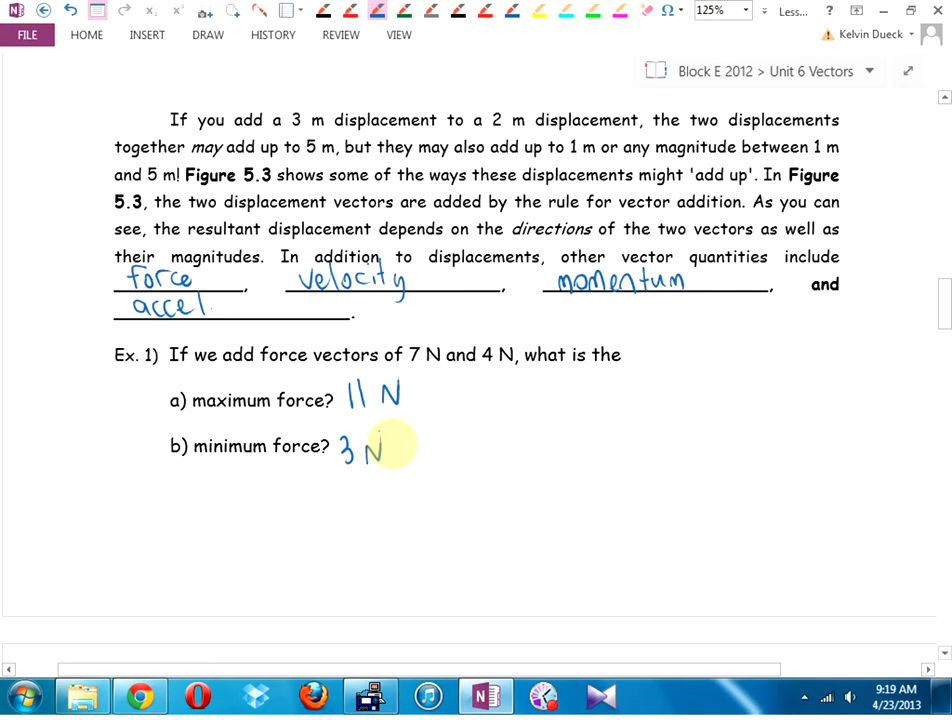 125%
Less...
?
FILE
HOME
INSERT
DRAW
HISTORY
REVIEW
VIEW
Kelvin Dueck
Block E 2012 > Unit 6 Vectors
If you add a 3 m displacement to a 2 m displacement, the two displacements
together may add up to 5 m, but they may also add up to 1 m or any magnitude between 1 m
and 5 m! Figure 5.3 shows some of the ways these displacements might 'add up'. In Figure
5.3, the two displacement vectors are added by the rule for vector addition. As you can
see, the resultant displacement depends on the directions of the two vectors as well as
their magnitudes. In addition to displacements, other vector quantities include
force, velocity, momentum, and
accel.
Ex. 1) If we add force vectors of 7 N and 4 N, what is the
a) maximum force? 11 N
b) minimum force? 3 N
9:19 AM
4/23/2013